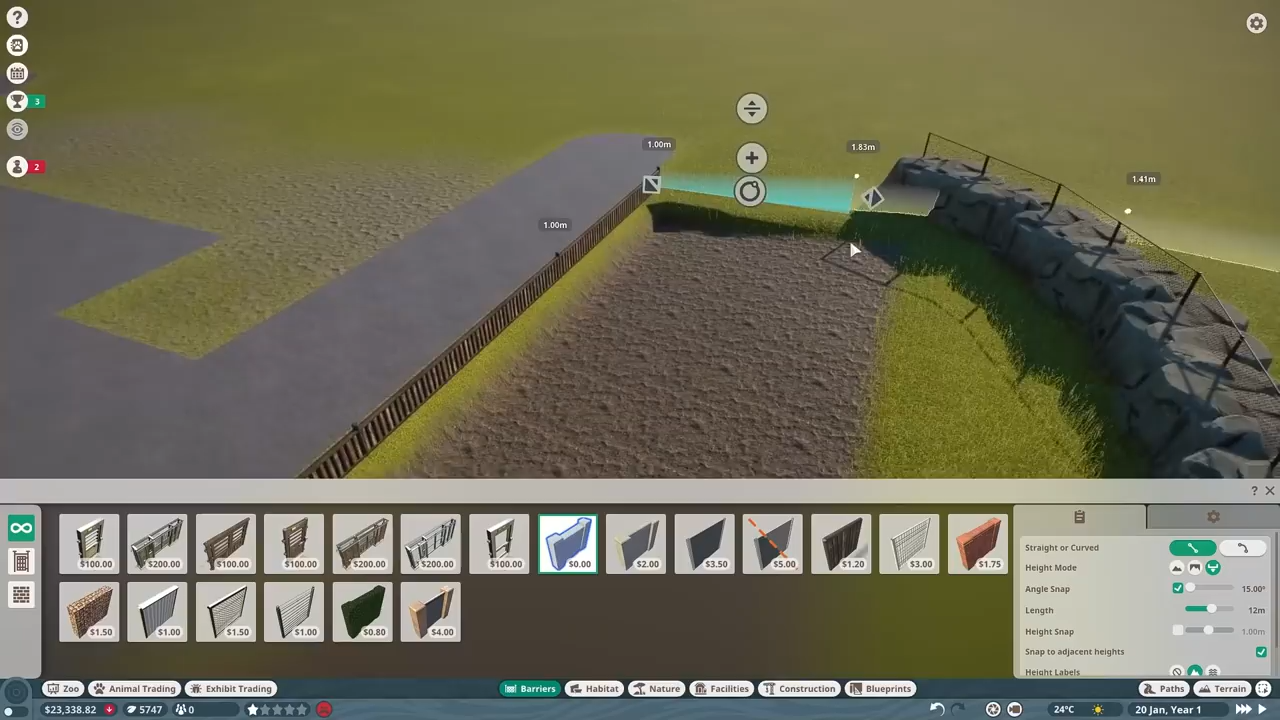 ?
3
2
1.00m
1.83m
1.41m
1.00m
?
$100.00
$200.00
$100.00
$100.00
$200.00
$200.00
$100.00
$0.00
$2.00
$3.50
$5.00
$1.20
$3.00
$1.75
$1.50
$1.00
$1.50
$1.00
$0.80
$4.00
Straight or Curved
Height Mode
Angle Snap 15.00°
Length 12m
Height Snap 1.00m
Snap to adjacent heights
Height Labels
Zoo Animal Trading Exhibit Trading Barriers Habitat Nature Facilities Construction Blueprints Paths Terrain
$23,338.82 5747 0 24°C 20 Jan, Year 1